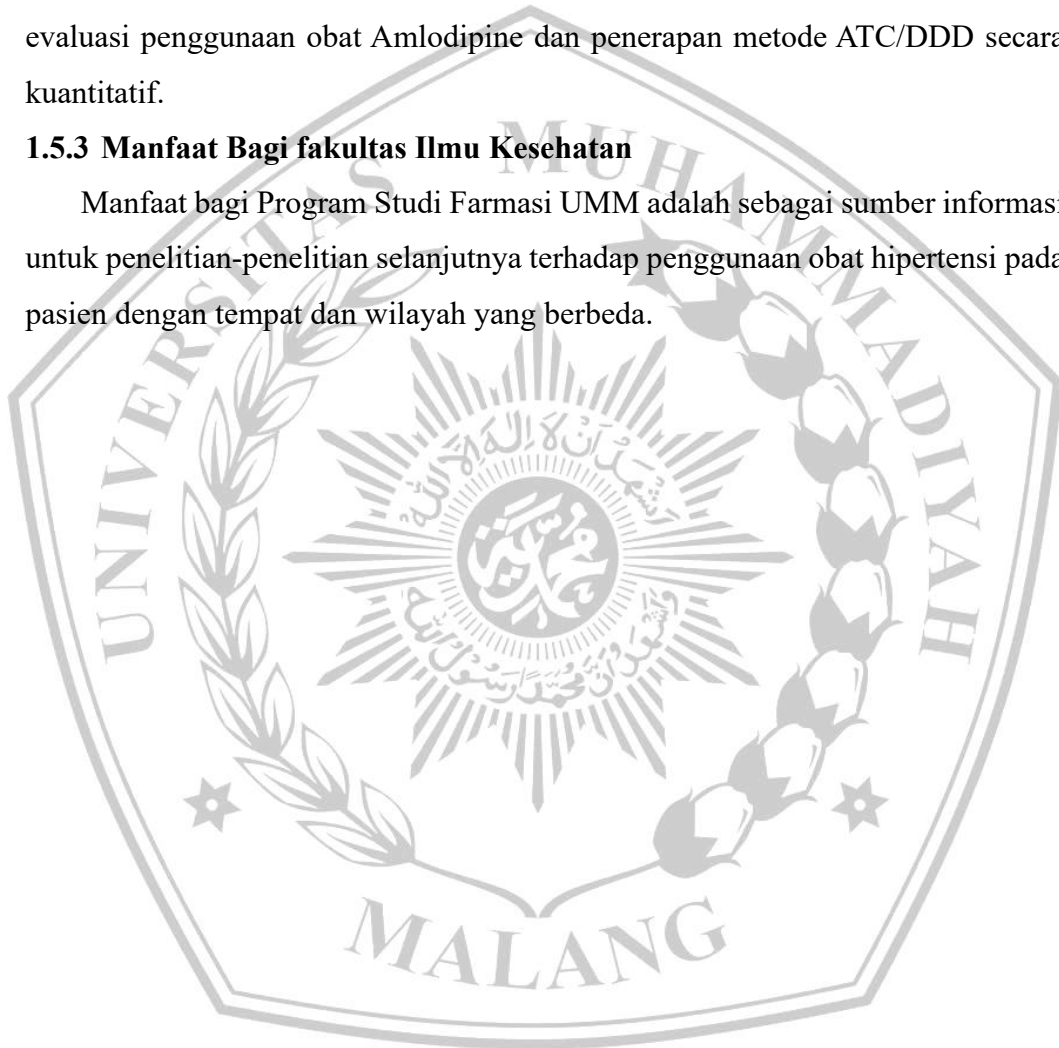 evaluasi penggunaan obat Amlodipine dan penerapan metode ATC/DDD secara
kuantitatif.
1.5.3 Manfaat Bagi fakultas Ilmu Kesehatan
Manfaat bagi Program Studi Farmasi UMM adalah sebagai sumber informasi
untuk penelitian-penelitian selanjutnya terhadap penggunaan obat hipertensi pada
pasien dengan tempat dan wilayah yang berbeda.
UNIVERSITAS MUHAMMADIYAH
MALANG